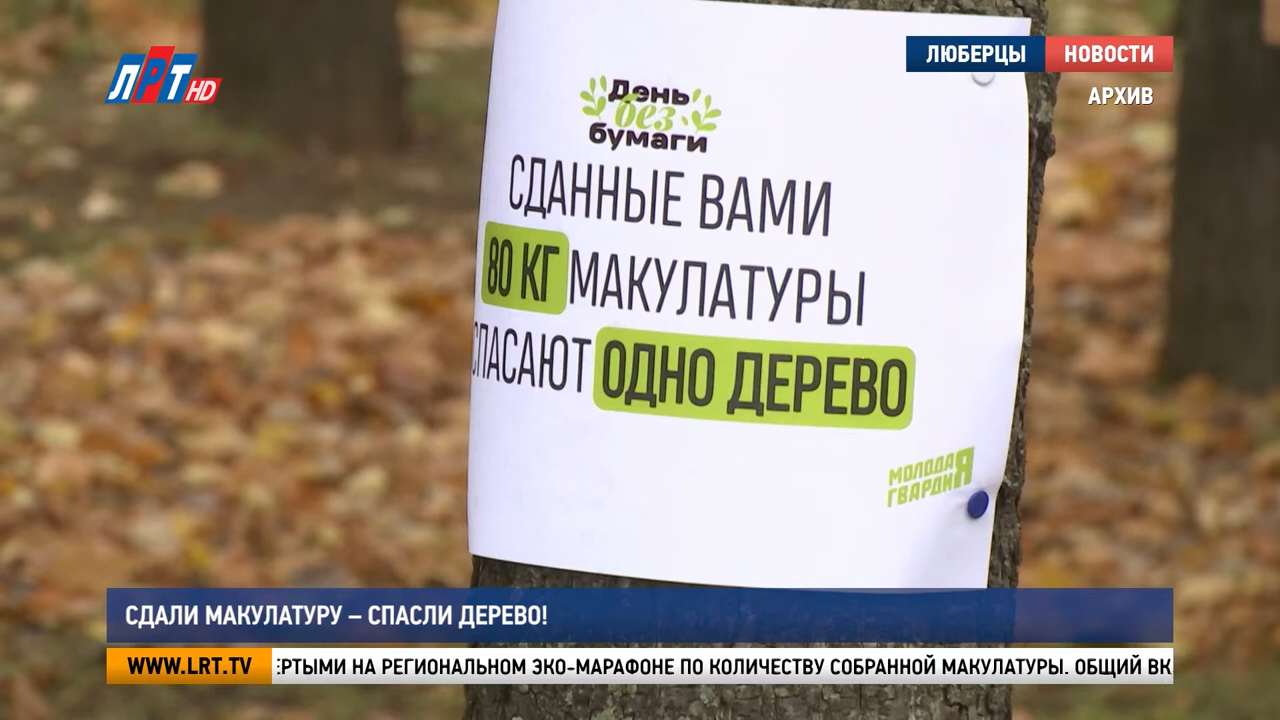 ЛРТ HD
ЛЮБЕРЦЫ НОВОСТИ
АРХИВ
День
без
бумаги
СДАННЫЕ ВАМИ
80 КГ МАКУЛАТУРЫ
СПАСАЮТ ОДНО ДЕРЕВО
МОЛОДАЯ
ГВАРДИЯ
СДАЛИ МАКУЛАТУРУ – СПАСЛИ ДЕРЕВО!
WWW.LRT.TV ЕРТЫМИ НА РЕГИОНАЛЬНОМ ЭКО-МАРАФОНЕ ПО КОЛИЧЕСТВУ СОБРАННОЙ МАКУЛАТУРЫ. ОБЩИЙ ВК